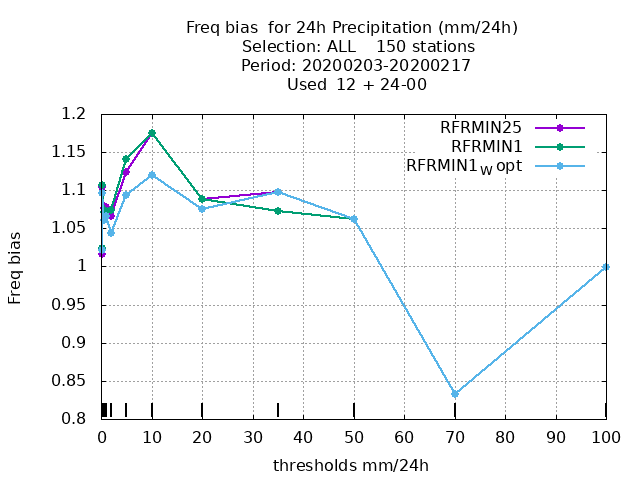 Freq bias  for 24h Precipitation (mm/24h)
Selection: ALL    150 stations
Period: 20200203-20200217
Used  12 + 24-00
RFRMIN25
RFRMIN1
RFRMIN1W opt
1.2
1.15
1.1
1.05
1
0.95
0.9
0.85
0.8
Freq bias
0 10 20 30 40 50 60 70 80 90 100
thresholds mm/24h